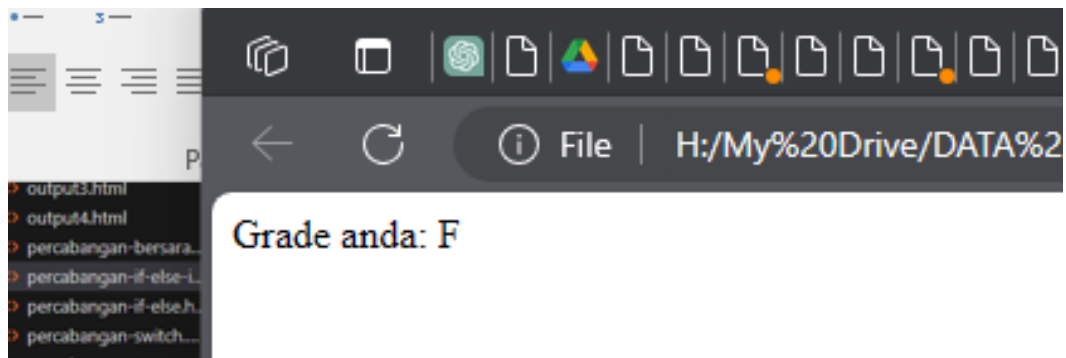 3
P
File
H:/My%20Drive/DATA%2
output3.html
output4.html
percabangan-bersara...
percabangan-if-else-i...
percabangan-if-else.h...
percabangan-switch....
Grade anda: F